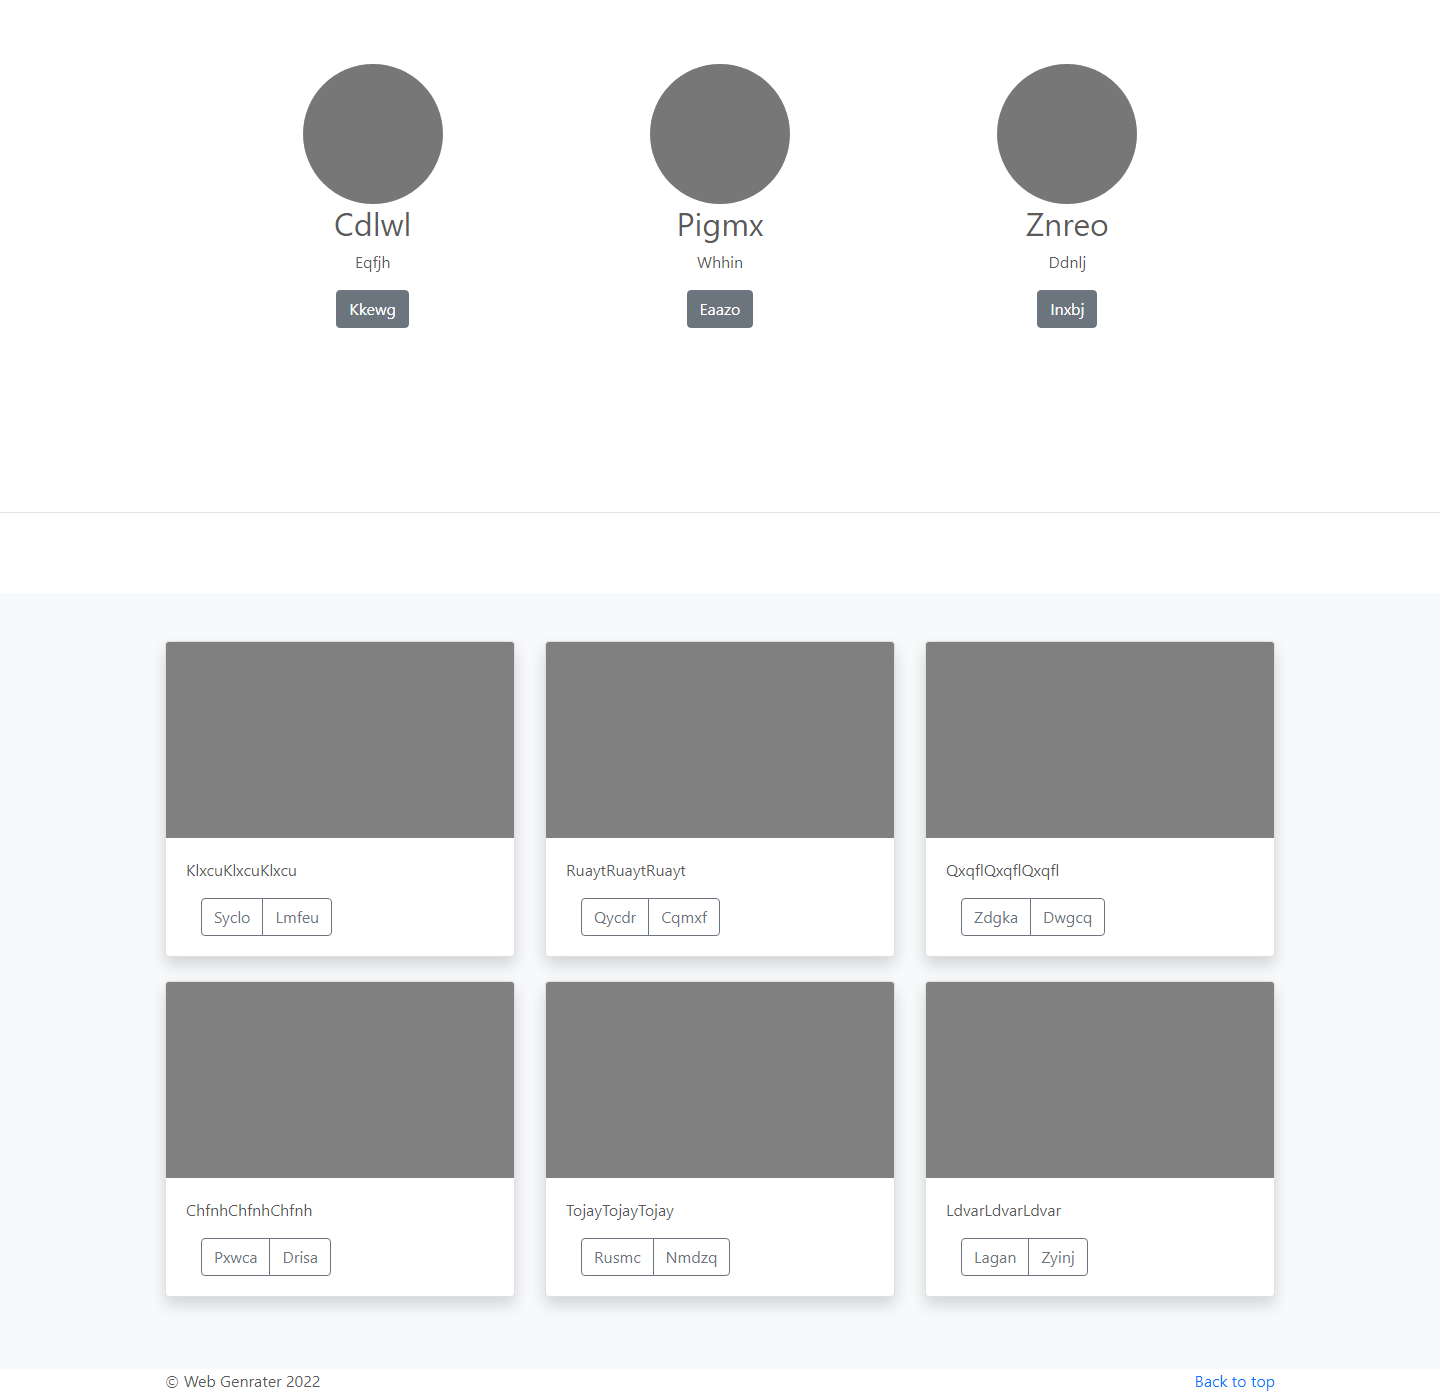 Cdlwl Pigmx Znreo
Eqfjh Whhin Ddnlj
Kkewg Eaazo Inxbj
KlxcuKlxcuKlxcu RuaytRuaytRuayt QxqflQxqflQxqfl
Syclo Lmfeu Qycdr Cqmxf Zdgka Dwgcq
ChfnhChfnhChfnh TojayTojayTojay LdvarLdvarLdvar
Pxwca Drisa Rusmc Nmdzq Lagan Zyinj
© Web Genrater 2022 Back to top